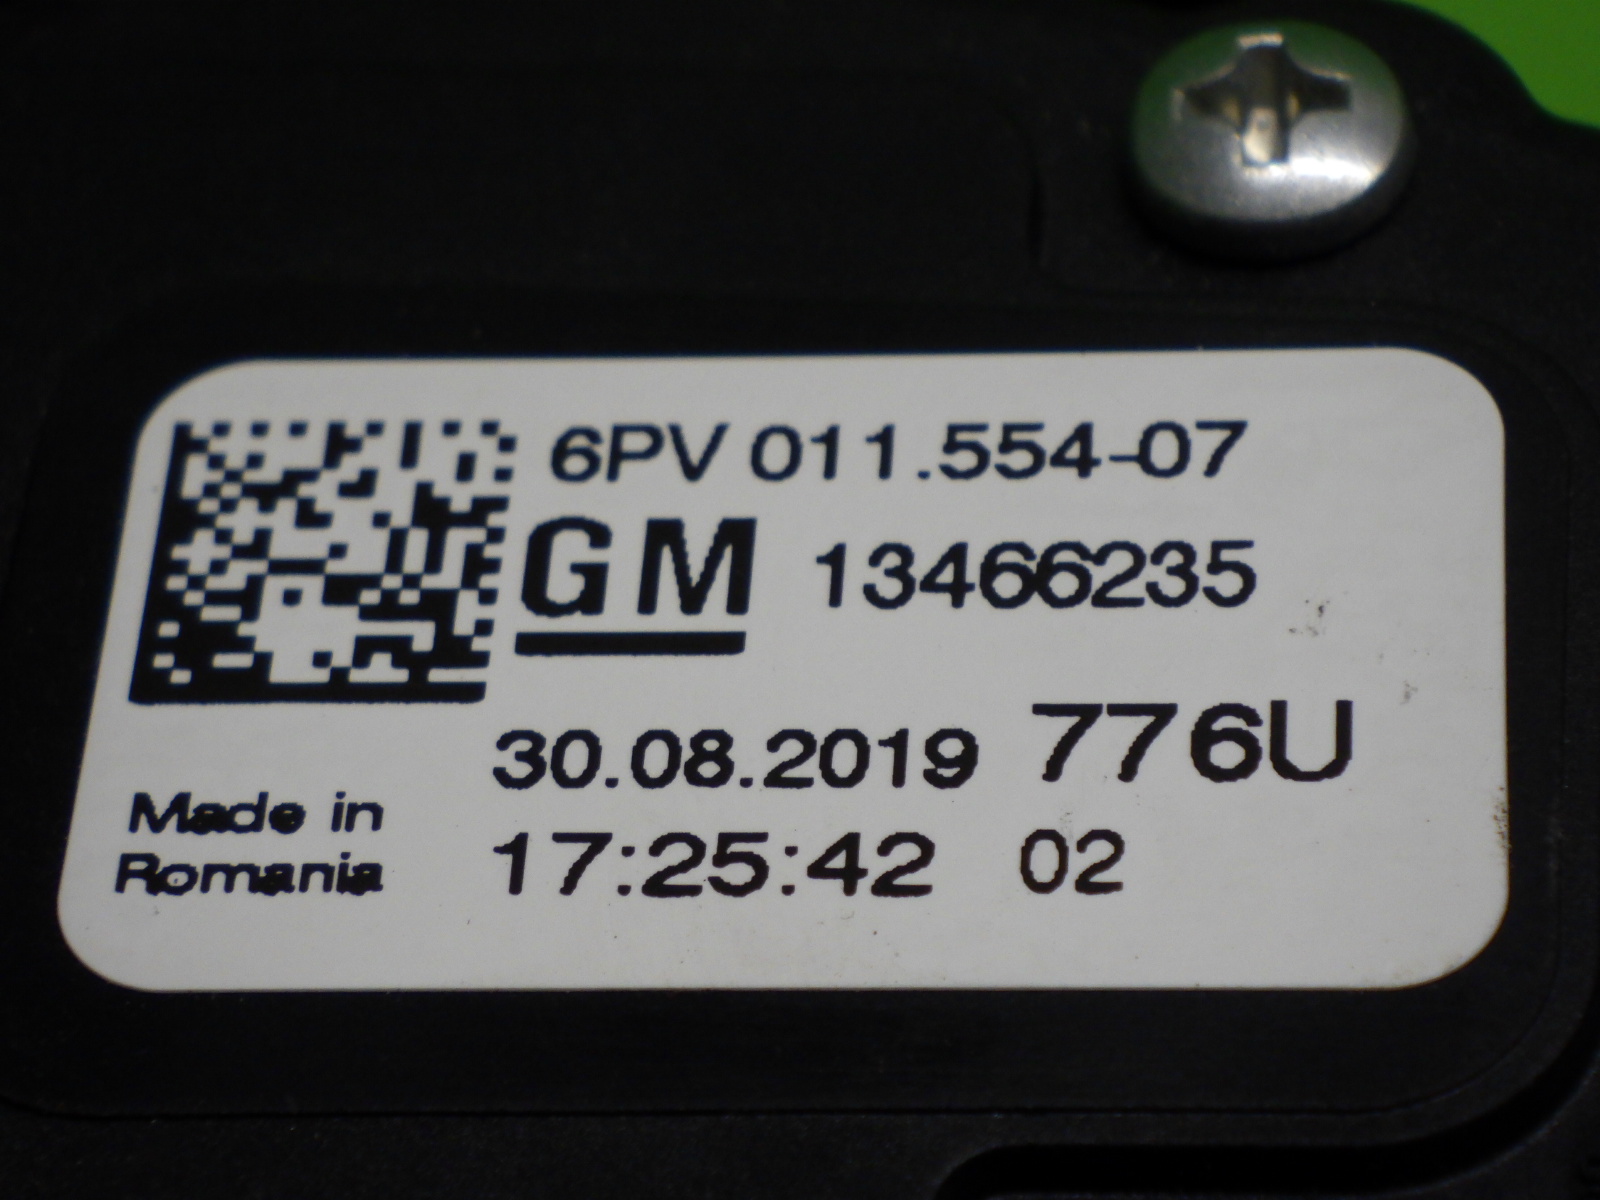 6PV 011.554-07
GM 13466235
30.08.2019 776U
Made in
Romania
17:25:42 02